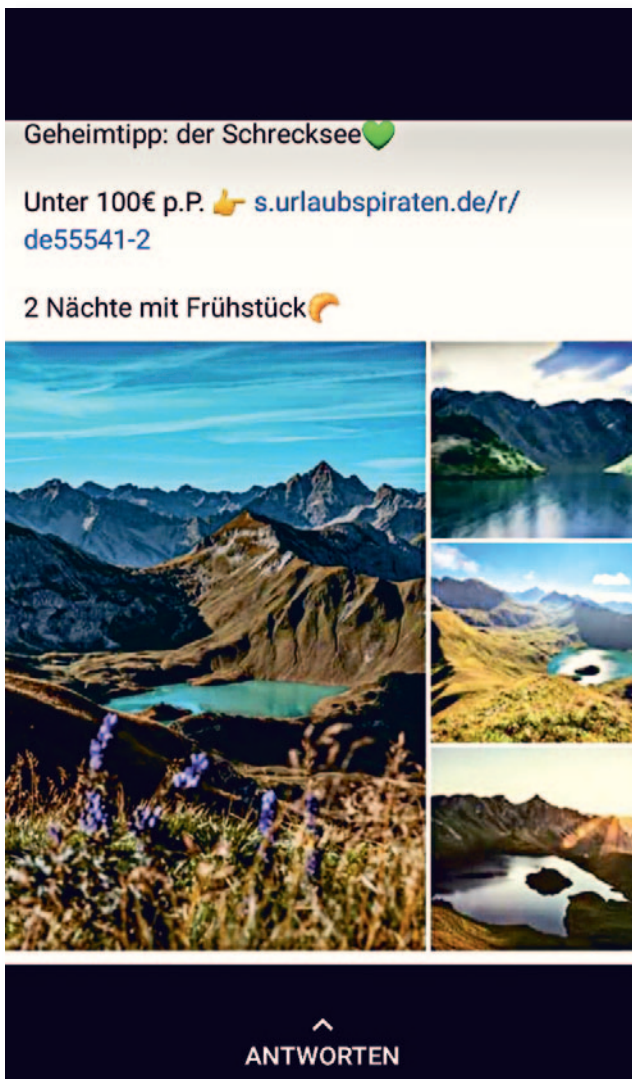 Geheimtipp: der Schrecksee💚
Unter 100€ p.P. 👉 s.urlaubspiraten.de/r/
de55541-2
2 Nächte mit Frühstück🥐
ANTWORTEN